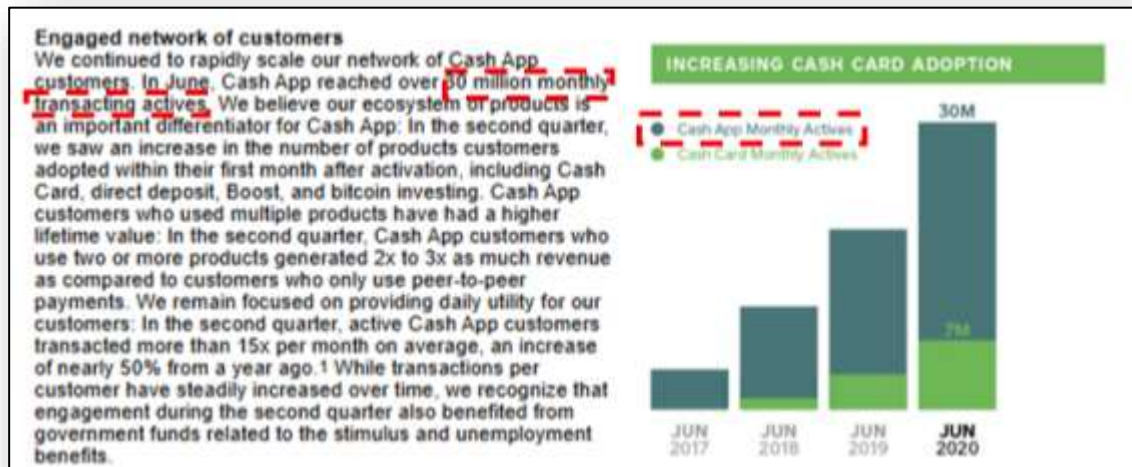 Engaged network of customers
We continued to rapidly scale our network of Cash App
customers. In June, Cash App reached over 30 million monthly
transacting actives. We believe our ecosystem of products is
an important differentiator for Cash App: In the second quarter,
we saw an increase in the number of products customers
adopted within their first month after activation, including Cash
Card, direct deposit, Boost, and bitcoin investing. Cash App
customers who used multiple products have had a higher
lifetime value: In the second quarter, Cash App customers who
use two or more products generated 2x to 3x as much revenue
as compared to customers who only use peer-to-peer
payments. We remain focused on providing daily utility for our
customers: In the second quarter, active Cash App customers
transacted more than 15x per month on average, an increase
of nearly 50% from a year ago.¹ While transactions per
customer have steadily increased over time, we recognize that
engagement during the second quarter also benefited from
government funds related to the stimulus and unemployment
benefits.
INCREASING CASH CARD ADOPTION
Cash App Monthly Actives
Cash Card Monthly Actives
30M
7M
JUN 2017
JUN 2018
JUN 2019
JUN 2020